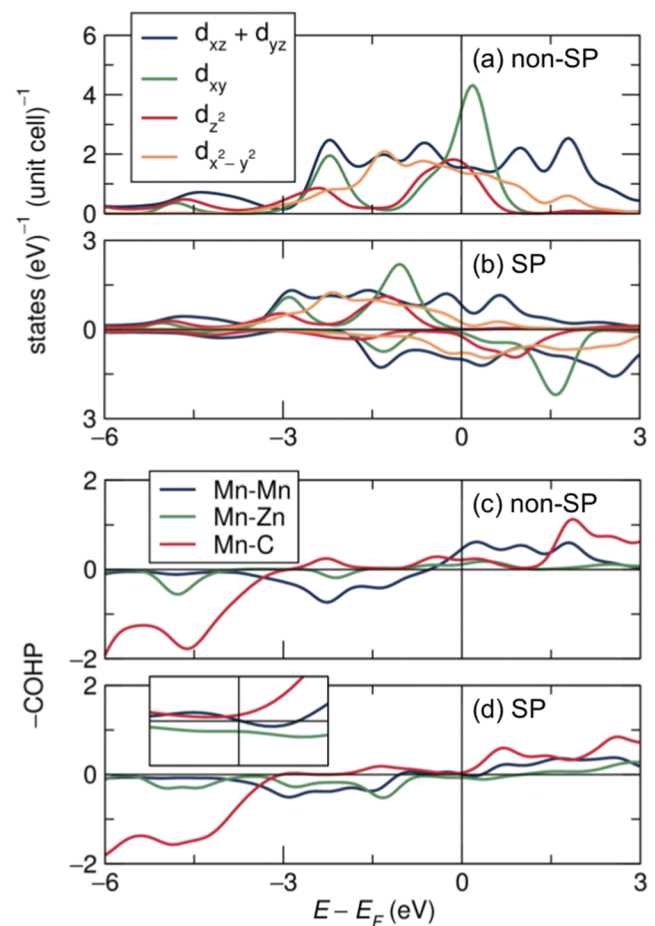 6
4
2
0
d_xz + d_yz
d_xy
d_z²
d_x²−y²
(a) non-SP
3
0
3
(b) SP
states (eV)⁻¹ (unit cell)⁻¹
−6 −3 0 3
2
0
−2
Mn-Mn
Mn-Zn
Mn-C
(c) non-SP
2
0
−2
(d) SP
−COHP
−6 −3 0 3
E − E_F (eV)